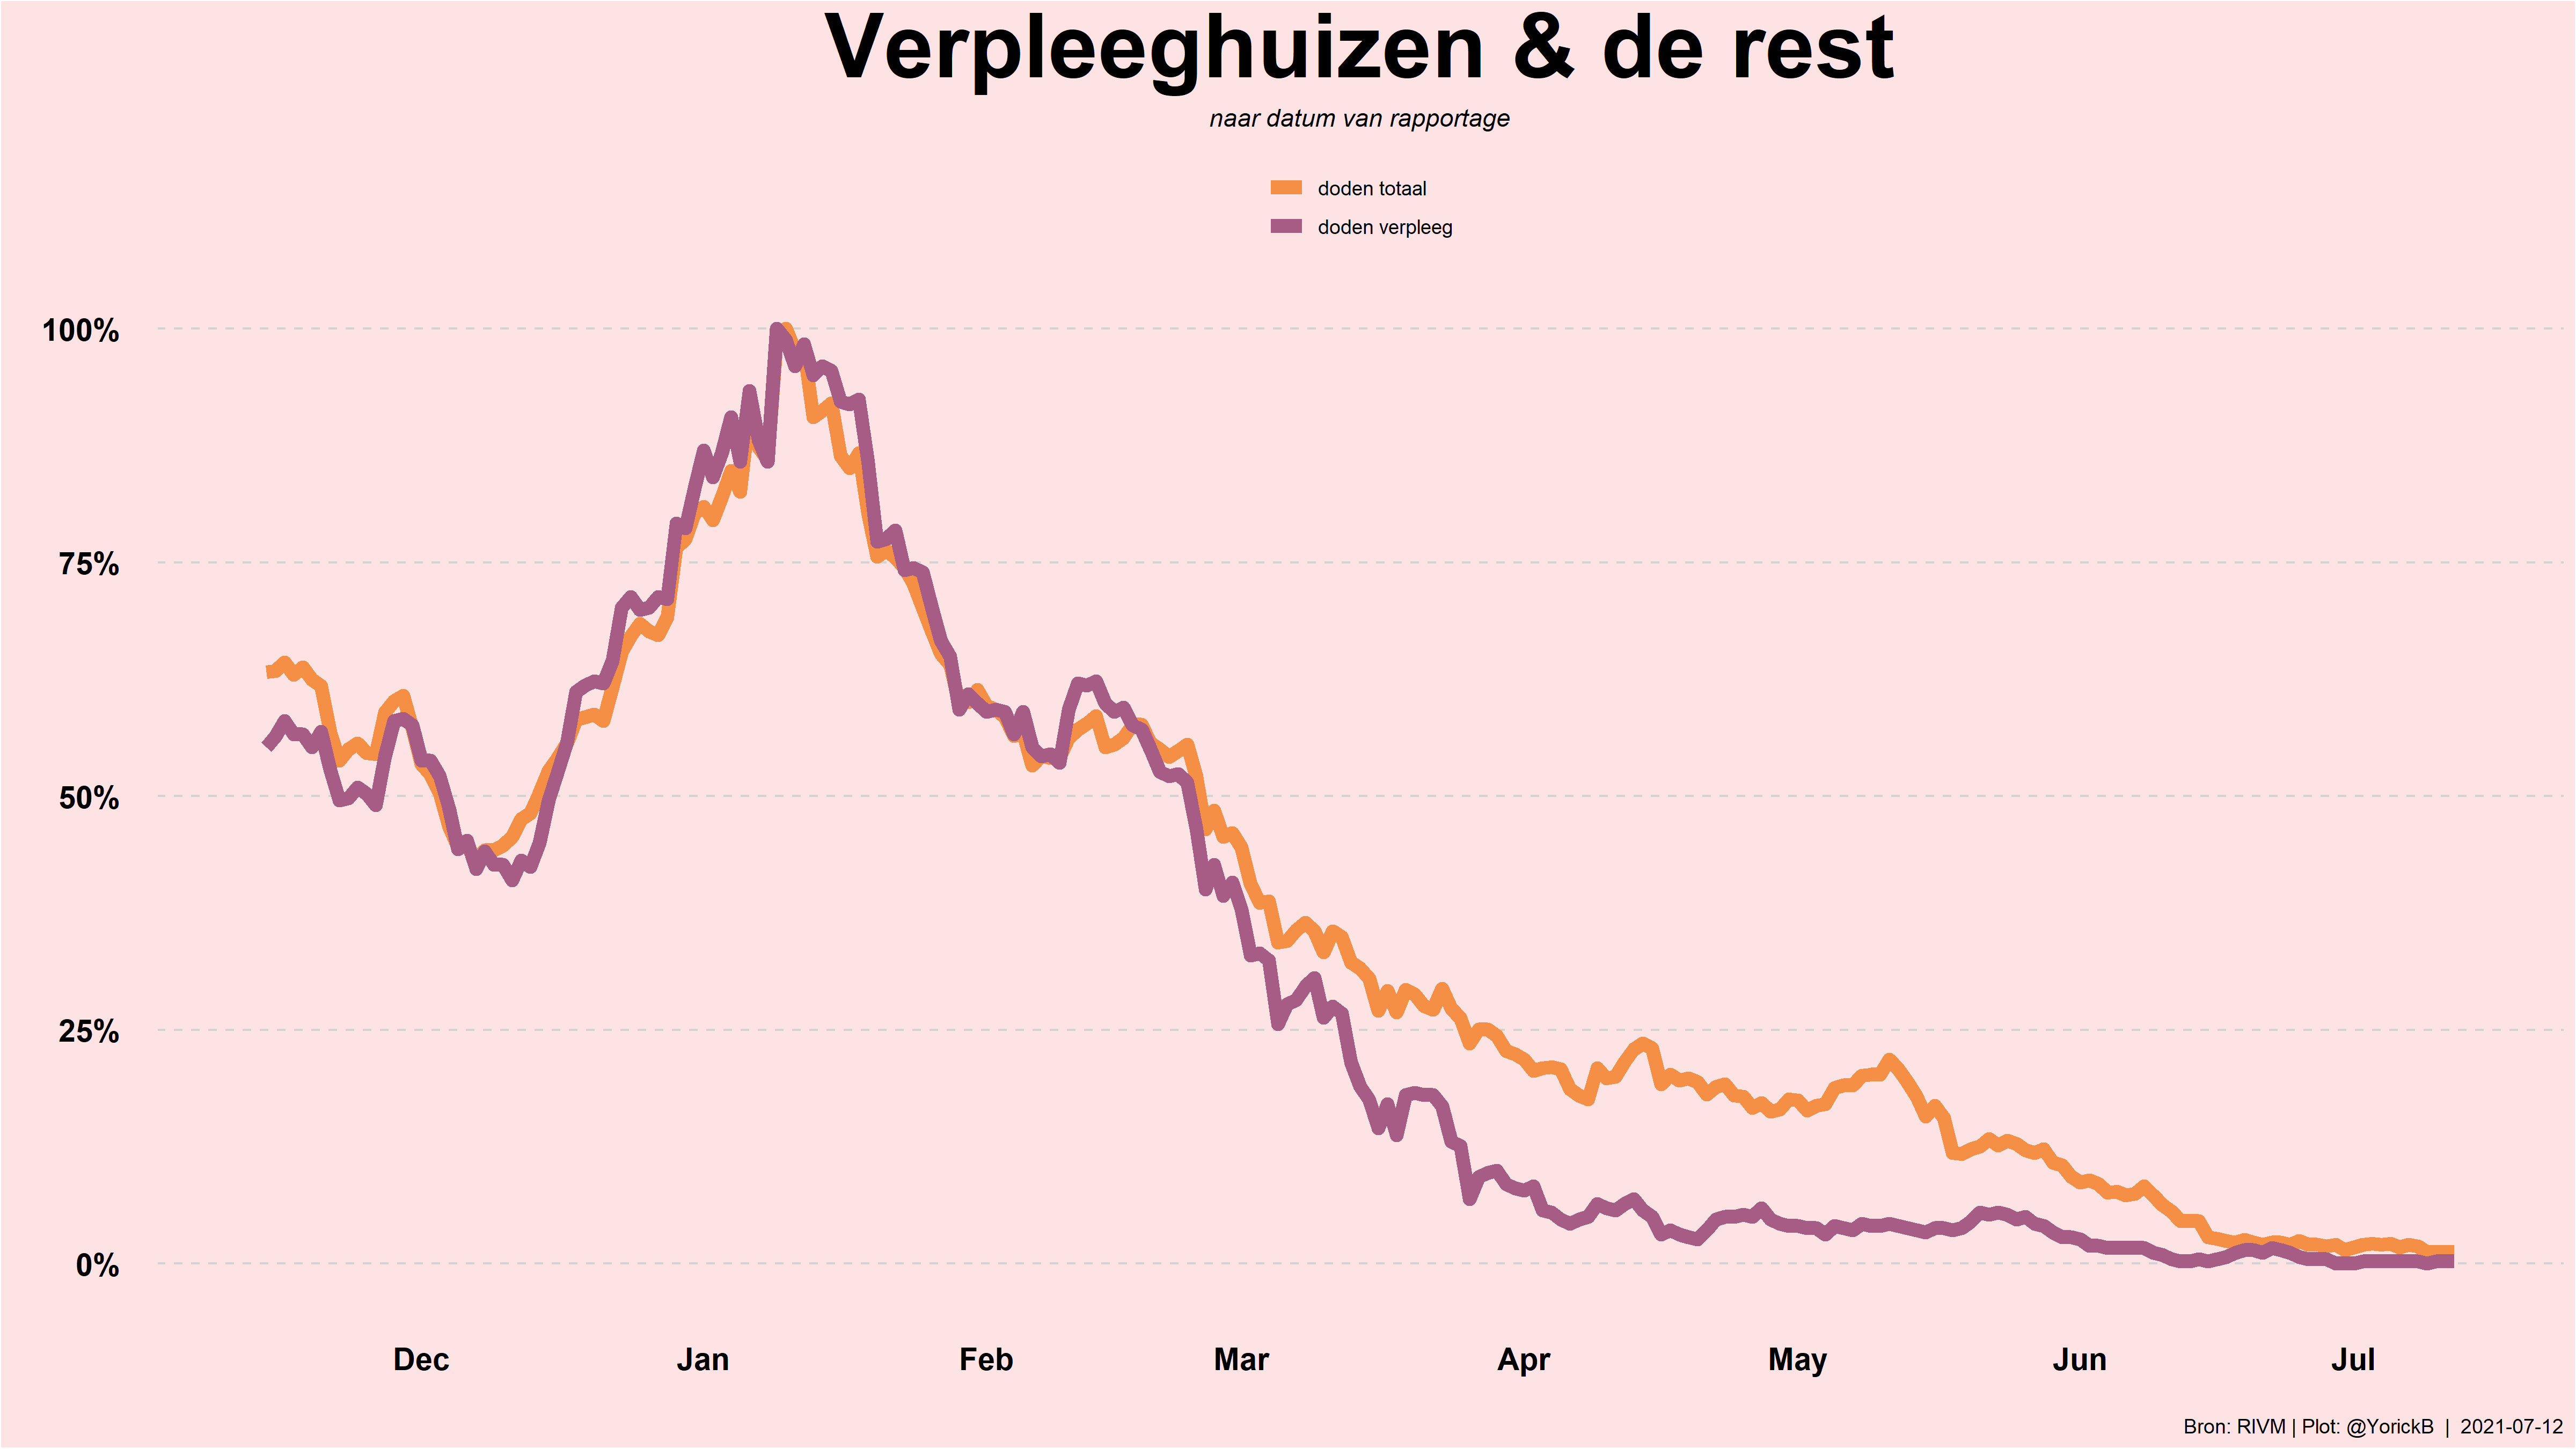 Verpleeghuizen & de rest
naar datum van rapportage
doden totaal
doden verpleeg
100%
75%
50%
25%
0%
Dec Jan Feb Mar Apr May Jun Jul
Bron: RIVM | Plot: @YorickB | 2021-07-12